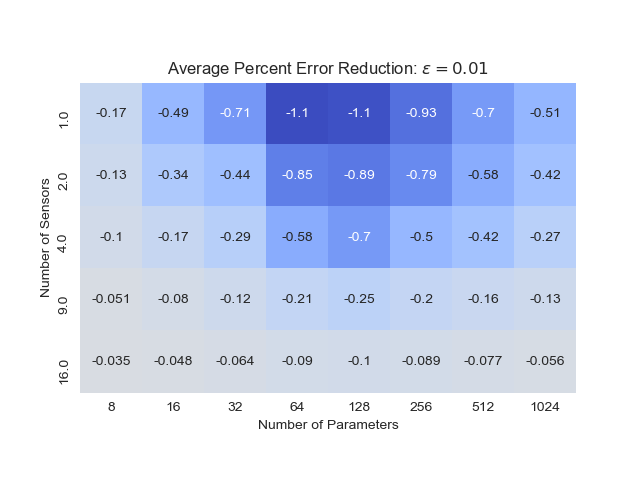 Average Percent Error Reduction: ε = 0.01
Number of Sensors
1.0 -0.17 -0.49 -0.71 -1.1 -1.1 -0.93 -0.7 -0.51
2.0 -0.13 -0.34 -0.44 -0.85 -0.89 -0.79 -0.58 -0.42
4.0 -0.1 -0.17 -0.29 -0.58 -0.7 -0.5 -0.42 -0.27
9.0 -0.051 -0.08 -0.12 -0.21 -0.25 -0.2 -0.16 -0.13
16.0 -0.035 -0.048 -0.064 -0.09 -0.1 -0.089 -0.077 -0.056
8 16 32 64 128 256 512 1024
Number of Parameters